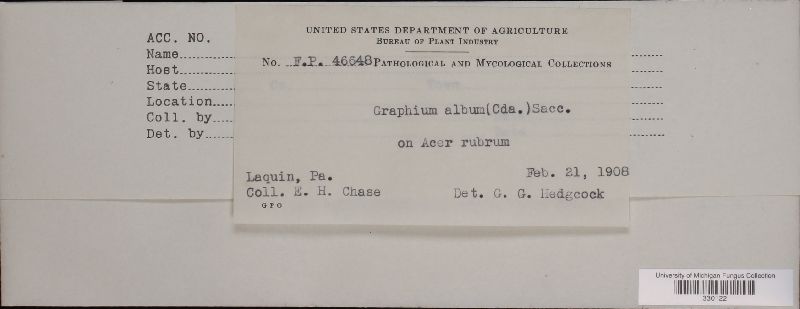 ACC. NO.
Name
Host
State
Location
Coll. by
Det. by
UNITED STATES DEPARTMENT OF AGRICULTURE
BUREAU OF PLANT INDUSTRY
No. F.P. 46648 PATHOLOGICAL AND MYCOLOGICAL COLLECTIONS
Graphium album(Cda.)Sacc.
on Acer rubrum
Laquin, Pa. Feb. 21, 1908
Coll. E. H. Chase Det. G. G. Hedgcock
GPO
University of Michigan Fungus Collection
330122